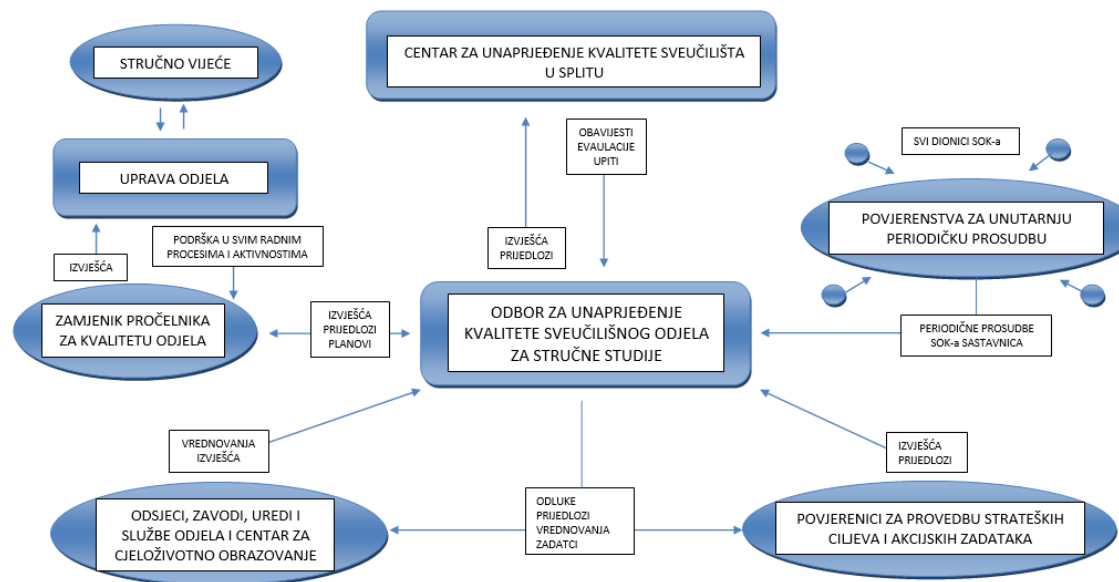 STRUČNO VIJEĆE
CENTAR ZA UNAPRJEĐENJE KVALITETE SVEUČILIŠTA
U SPLITU
UPRAVA ODJELA
OBAVIJESTI
EVAULACIJE
UPITI
SVI DIONICI SOK-a
POVJERENSTVA ZA UNUTARNJU
PERIODIČKU PROSUDBU
IZVJEŠĆA
PODRŠKA U SVIM RADNIM
PROCESIMA I AKTIVNOSTIMA
IZVJEŠĆA
PRIJEDLOZI
ZAMJENIK PROČELNIKA
ZA KVALITETU ODJELA
IZVJEŠĆA
PRIJEDLOZI
PLANOVI
ODBOR ZA UNAPRJEĐENJE
KVALITETE SVEUČILIŠNOG ODJELA
ZA STRUČNE STUDIJE
PERIODIČNE PROSUDBE
SOK-a SASTAVNICA
VREDNOVANJA
IZVJEŠĆA
IZVJEŠĆA
PRIJEDLOZI
ODSJECI, ZAVODI, UREDI I
SLUŽBE ODJELA I CENTAR ZA
CJELOŽIVOTNO OBRAZOVANJE
ODLUKE
PRIJEDLOZI
VREDNOVANJA
ZADATCI
POVJERENICI ZA PROVEDBU STRATEŠKIH
CILJEVA I AKCIJSKIH ZADATAKA